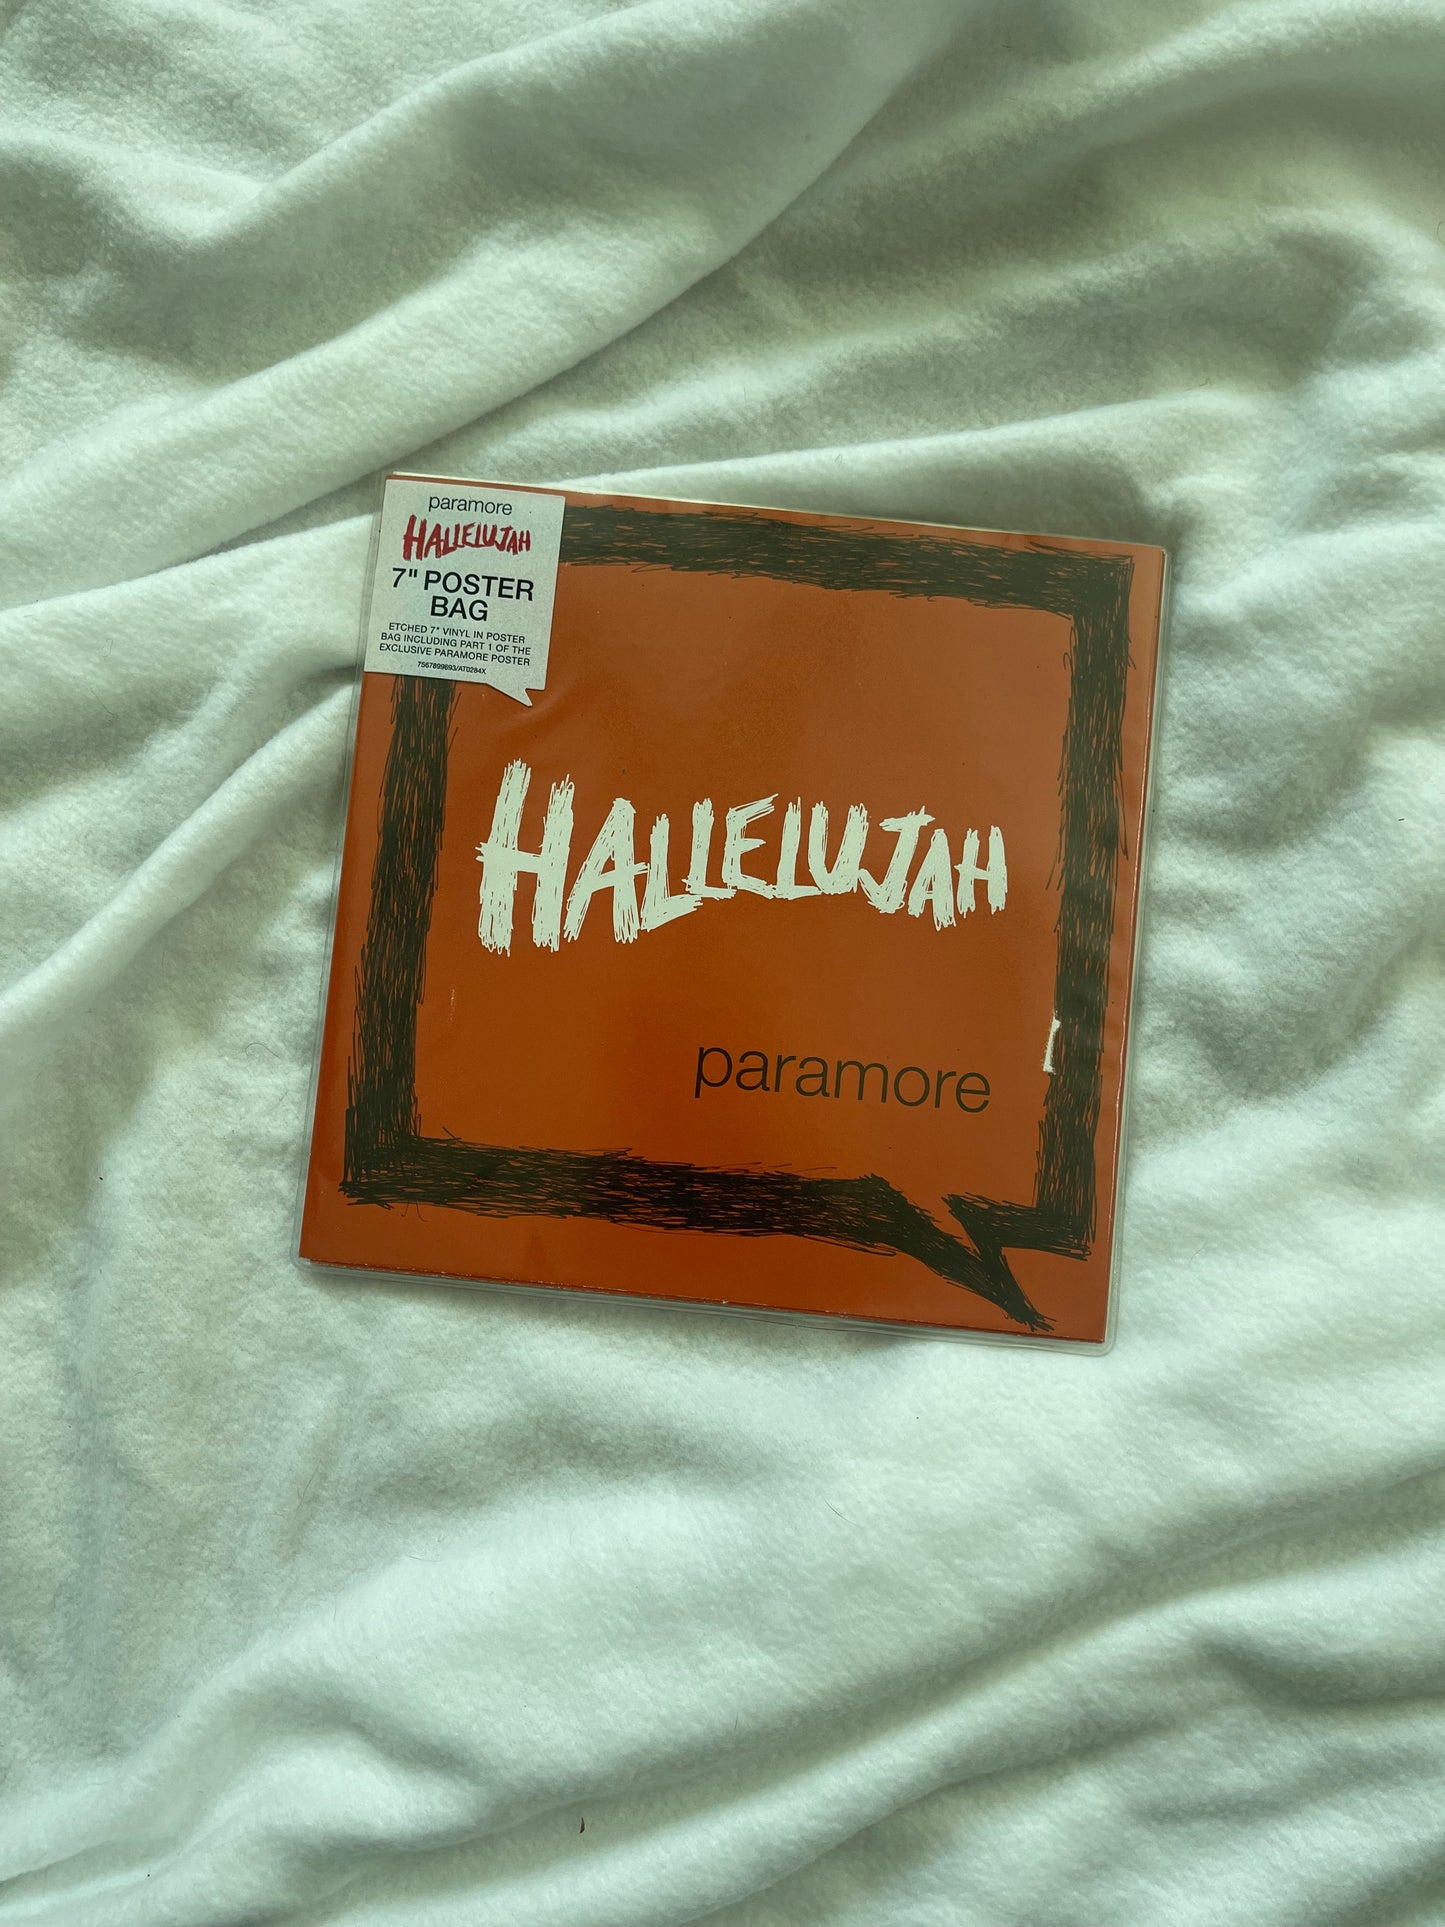 paramore
HALLELUJAH
7" POSTER
BAG
ETCHED 7" VINYL IN POSTER
BAG INCLUDING PART 1 OF THE
EXCLUSIVE PARAMORE POSTER
7567899693/AT0284X
HALLELUJAH
paramore